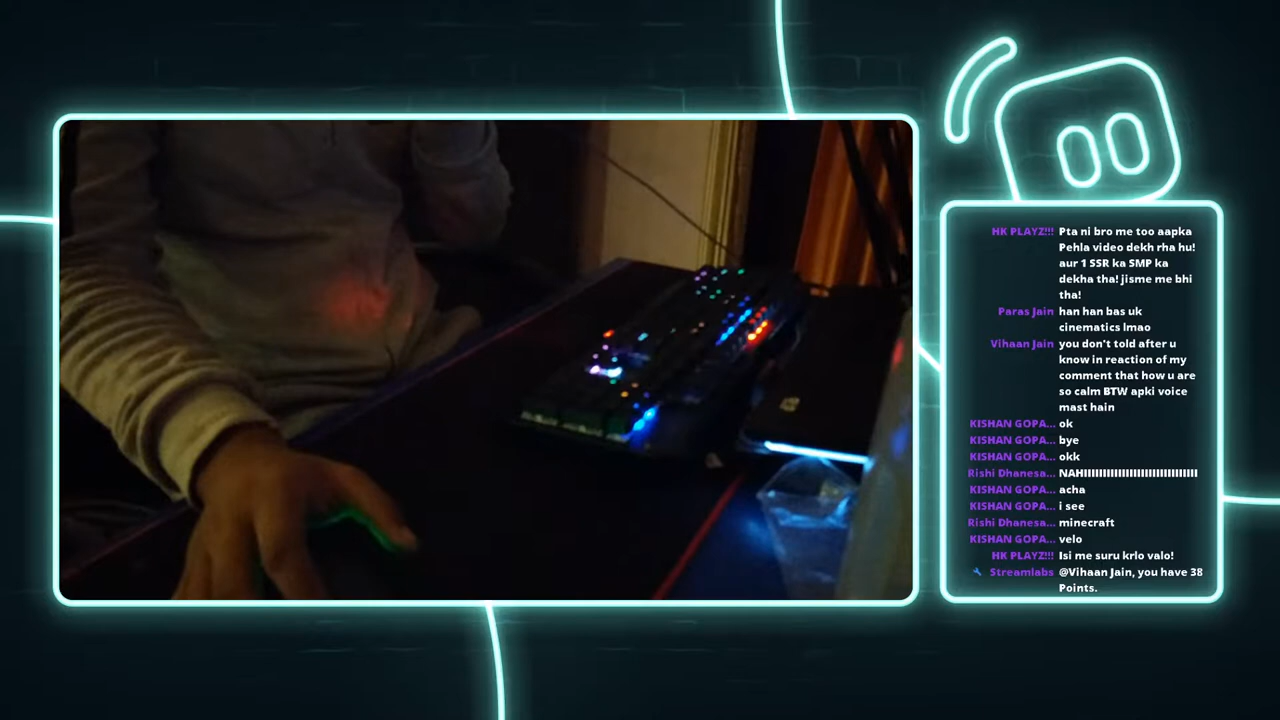 HK PLAYZ!!! Pta ni bro me too aapka
Pehla video dekh rha hu!
aur 1 SSR ka SMP ka
dekha tha! jisme me bhi
tha!
Paras Jain han han bas uk
cinematics lmao
Vihaan Jain you don't told after u
know in reaction of my
comment that how u are
so calm BTW apki voice
mast hain
KISHAN GOPA... ok
KISHAN GOPA... bye
KISHAN GOPA... okk
Rishi Dhanesa... NAHIIIIIIIIIIIIIIIIIIIIIIIIIIIIII
KISHAN GOPA... acha
KISHAN GOPA... i see
Rishi Dhanesa... minecraft
KISHAN GOPA... velo
HK PLAYZ!!! Isi me suru krlo valo!
Streamlabs @Vihaan Jain, you have 38
Points.